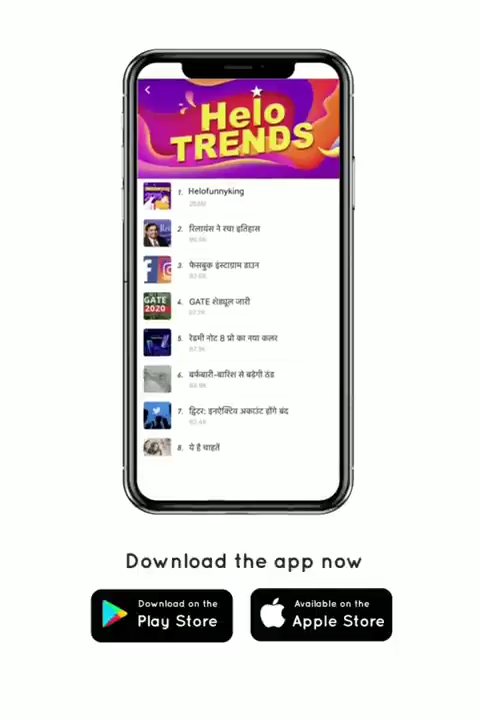 Helo
TRENDS
1. Helofunnyking
2. रिलायंस ने रचा इतिहास
3. फेसबुक इंस्टाग्राम डाउन
GATE
2020
4. GATE शेड्यूल जारी
5. रेडमी नोट 8 प्रो का नया कलर
6. बर्फबारी-बारिश से बढ़ेगी ठंड
7. ट्विटर: इनऐक्टिव अकाउंट होंगे बंद
8. ये है चाहतें
Download the app now
Download on the
Play Store
Available on the
Apple Store